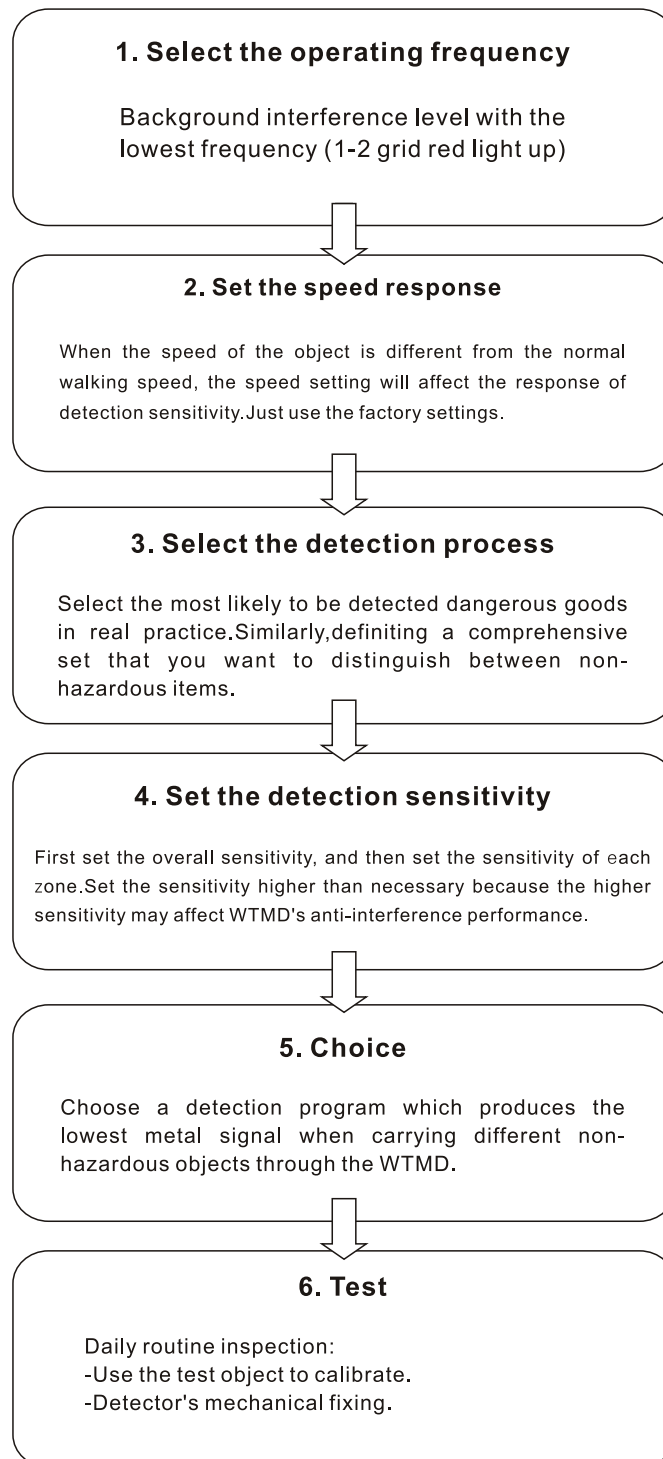 1. Select the operating frequency
Background interference level with the
lowest frequency (1-2 grid red light up)
2. Set the speed response
When the speed of the object is different from the normal
walking speed, the speed setting will affect the response of
detection sensitivity.Just use the factory settings.
3. Select the detection process
Select the most likely to be detected dangerous goods
in real practice.Similarly,definiting a comprehensive
set that you want to distinguish between non-
hazardous items.
4. Set the detection sensitivity
First set the overall sensitivity, and then set the sensitivity of each
zone.Set the sensitivity higher than necessary because the higher
sensitivity may affect WTMD's anti-interference performance.
5. Choice
Choose a detection program which produces the
lowest metal signal when carrying different non-
hazardous objects through the WTMD.
6. Test
Daily routine inspection:
-Use the test object to calibrate.
-Detector's mechanical fixing.